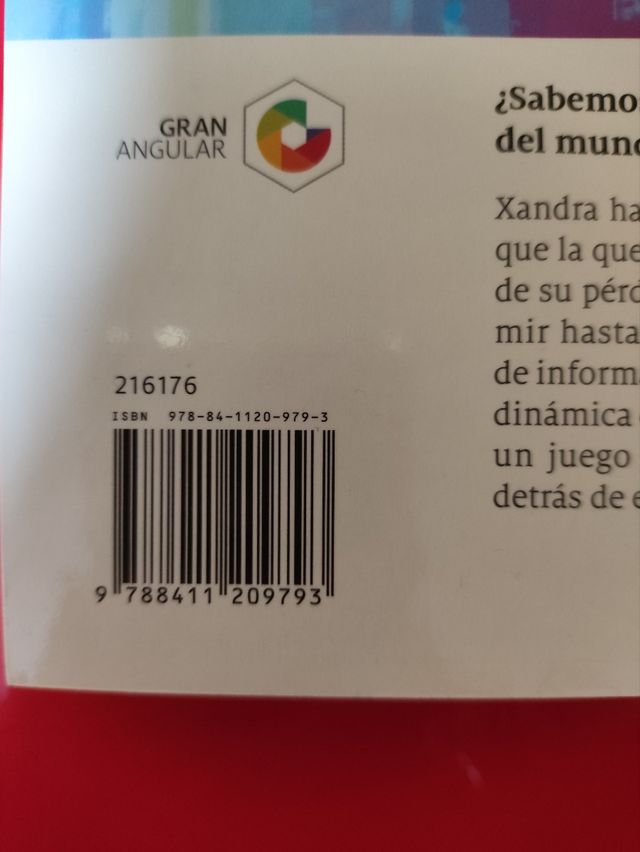 GRAN
ANGULAR
216176
ISBN 978-84-1120-979-3
9 788411 209793
¿Sabemo
del mund
Xandra ha
que la que
de su pérd
mir hasta
de inform
dinámica
un juego
detrás de e